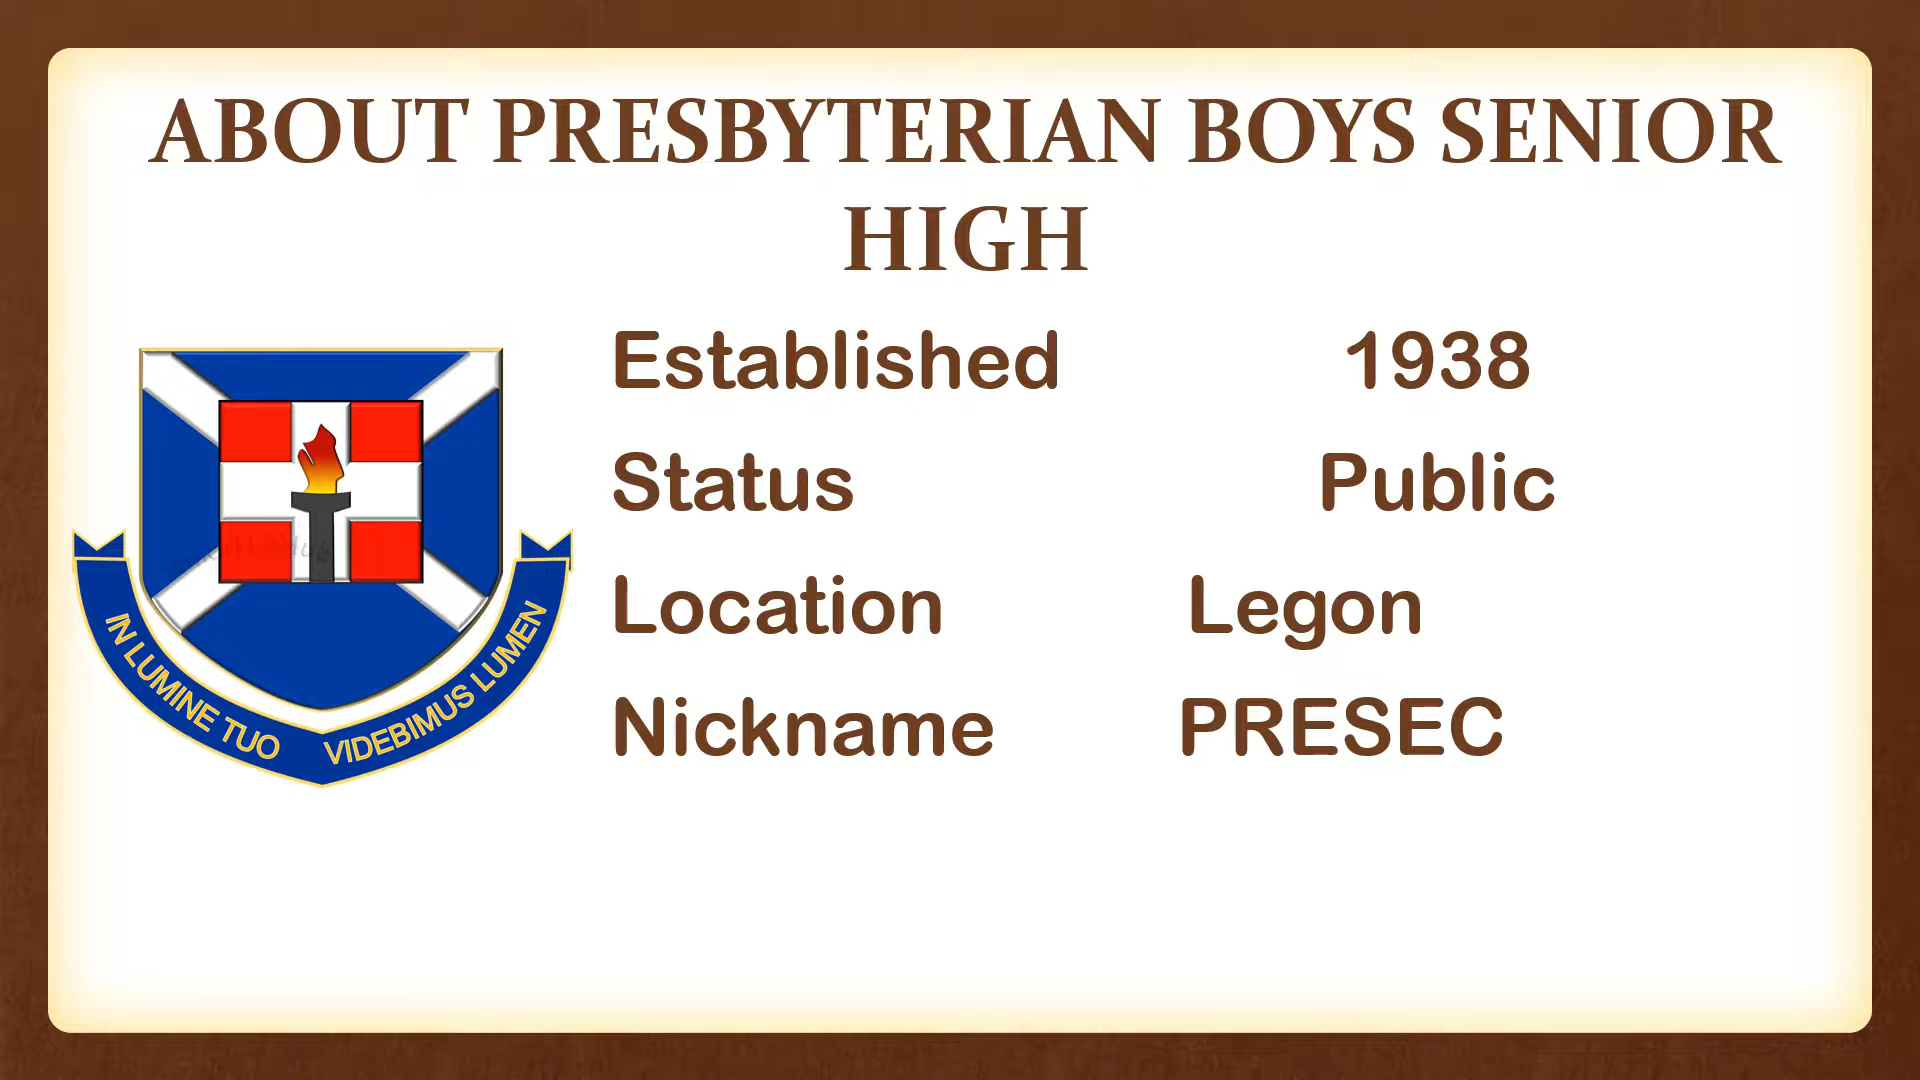 ABOUT PRESBYTERIAN BOYS SENIOR
HIGH
Established 1938
Status Public
Location Legon
Nickname PRESEC
IN LUMINE TUO VIDEBIMUS LUMEN